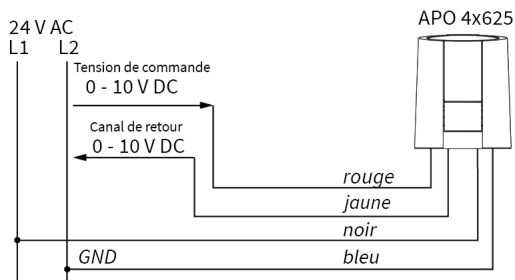 APO 4x625
24 V AC
L1 L2
Tension de commande
0 - 10 V DC
Canal de retour
0 - 10 V DC
rouge
jaune
noir
GND bleu